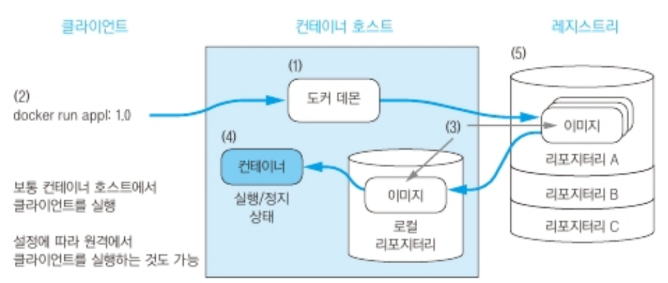 클라이언트
컨테이너 호스트
레지스트리
(1)
(5)
(2)
docker run appl: 1.0
도커 데몬
(3)
이미지
(4)
컨테이너
리포지터리 A
보통 컨테이너 호스트에서
클라이언트를 실행
실행/정지
상태
이미지
리포지터리 B
로컬
리포지터리
리포지터리 C
설정에 따라 원격에서
클라이언트를 실행하는 것도 가능